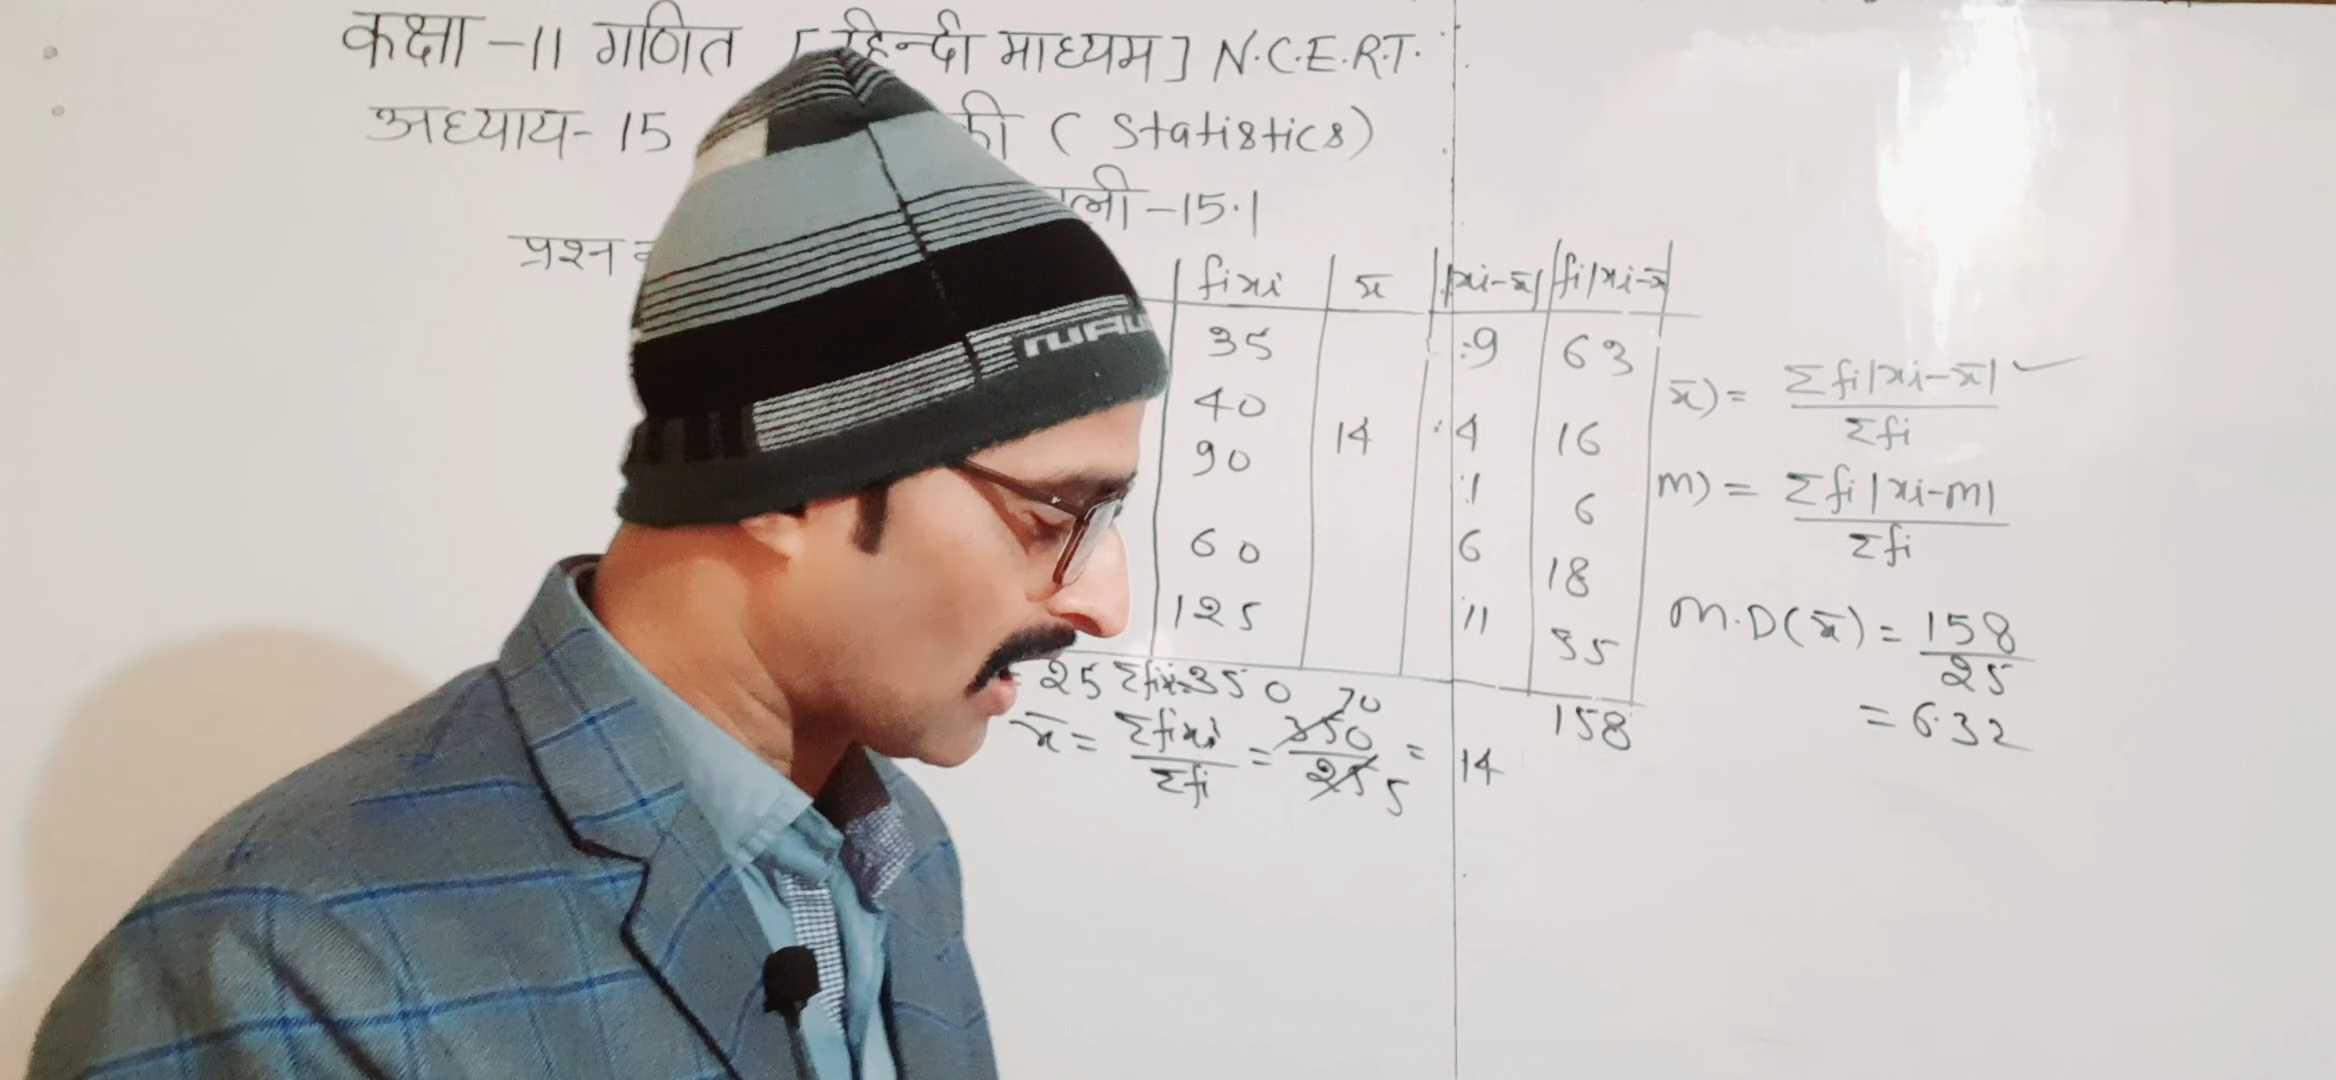 कक्षा -11 गणित [हिन्दी माध्यम] N.C.E.R.T.
अध्याय- 15 की (Statistics)
-15.1
प्रश्न
fixi x̄ |xi-x̄| fi|xi-x̄|
35 9 63
40 14 4 16
90 1 6
60 6 18
125 11 55
25 Σfixi=350 158
x̄ = Σfixi/Σfi = 350/25 = 14
70
5
x̄) = Σfi|xi-x̄|/Σfi
m) = Σfi|xi-m|/Σfi
M.D(x̄) = 158/25
= 6.32